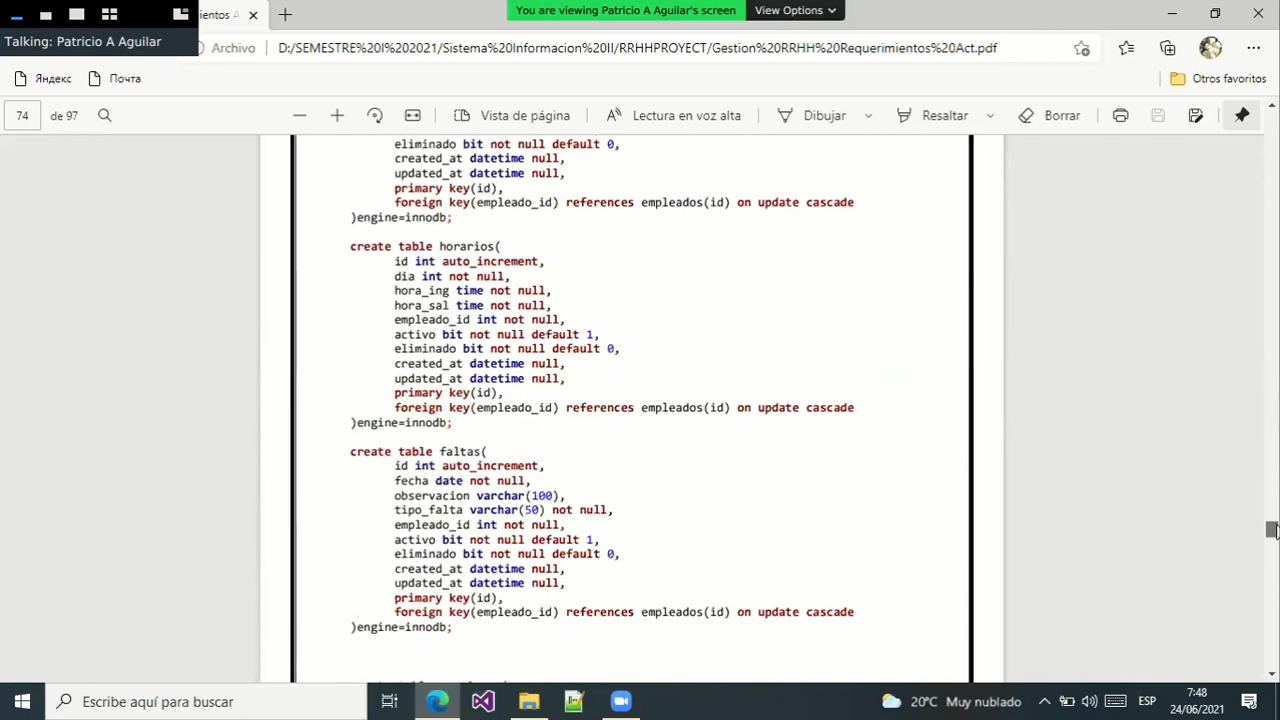 ientos A
You are viewing Patricio A Aguilar's screen
View Options
Talking: Patricio A Aguilar
Archivo
D:/SEMESTRE%20I%202021/Sistema%20Informacion%20II/RRHHPROYECT/Gestion%20RRHH%20Requerimientos%20Act.pdf
Яндекс
Почта
Otros favoritos
74 de 97
Vista de página
Lectura en voz alta
Dibujar
Resaltar
Borrar
eliminado bit not null default 0,
created_at datetime null,
updated_at datetime null,
primary key(id),
foreign key(empleado_id) references empleados(id) on update cascade
)engine=innodb;
create table horarios(
id int auto_increment,
dia int not null,
hora_ing time not null,
hora_sal time not null,
empleado_id int not null,
activo bit not null default 1,
eliminado bit not null default 0,
created_at datetime null,
updated_at datetime null,
primary key(id),
foreign key(empleado_id) references empleados(id) on update cascade
)engine=innodb;
create table faltas(
id int auto_increment,
fecha date not null,
observacion varchar(100),
tipo_falta varchar(50) not null,
empleado_id int not null,
activo bit not null default 1,
eliminado bit not null default 0,
created_at datetime null,
updated_at datetime null,
primary key(id),
foreign key(empleado_id) references empleados(id) on update cascade
)engine=innodb;
Escribe aquí para buscar
20°C Muy nublado
ESP
7:48
24/06/2021